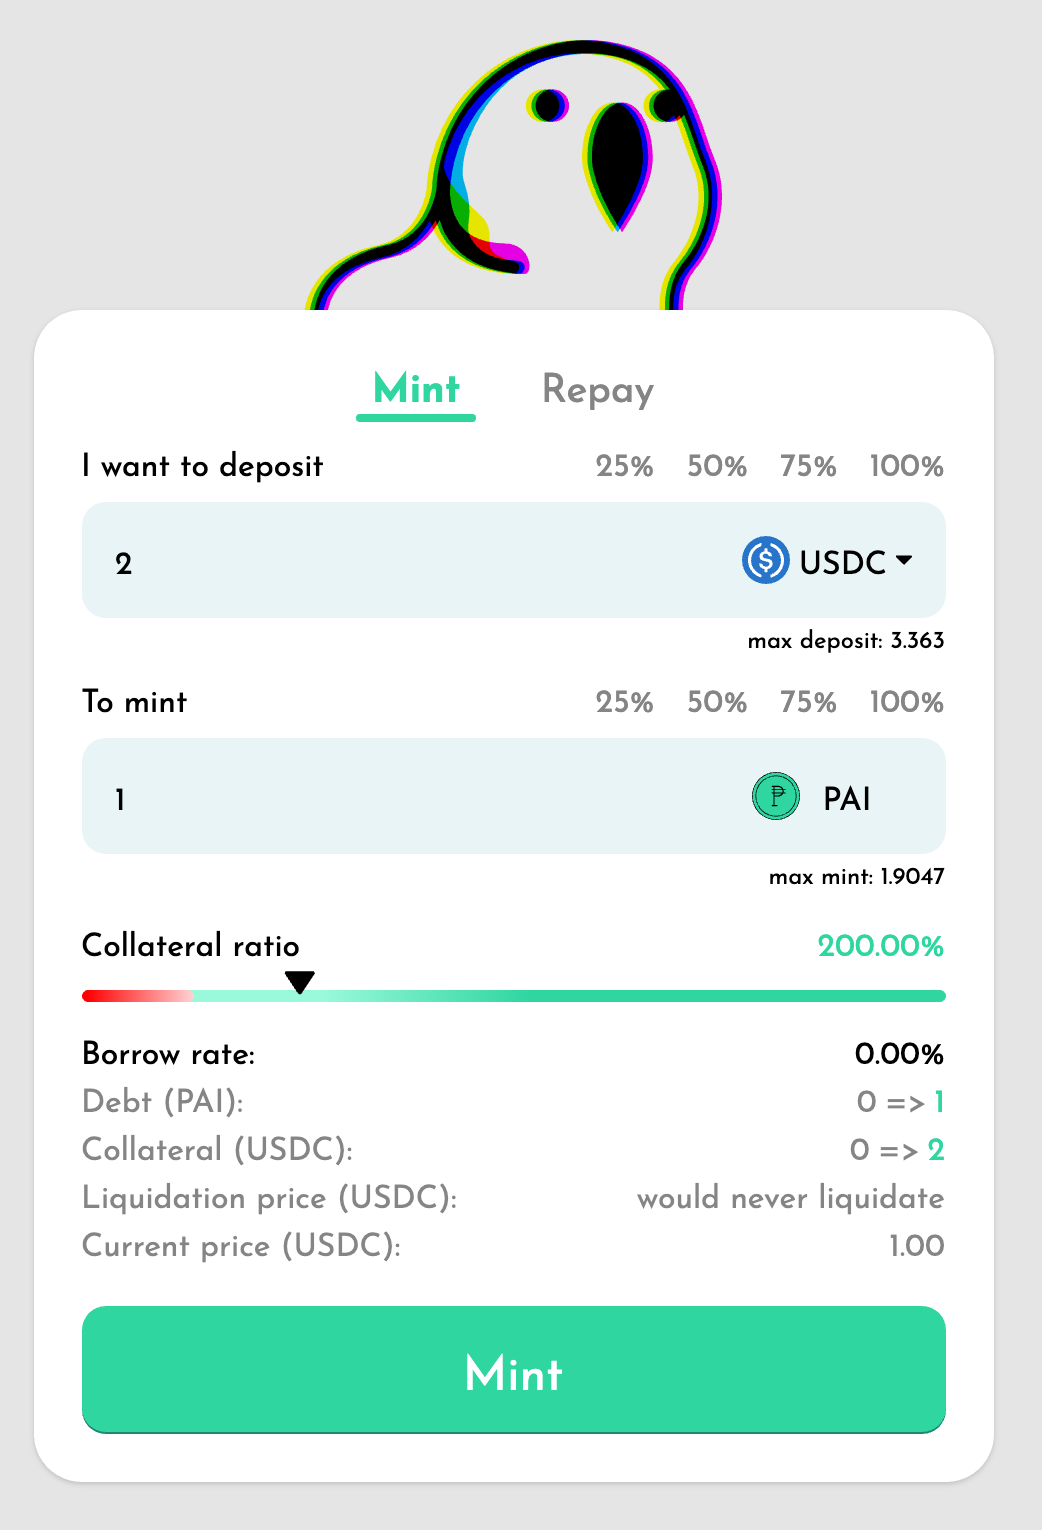 Mint Repay
I want to deposit 25% 50% 75% 100%
2 USDC
max deposit: 3.363
To mint 25% 50% 75% 100%
1 PAI
max mint: 1.9047
Collateral ratio 200.00%
Borrow rate: 0.00%
Debt (PAI): 0 => 1
Collateral (USDC): 0 => 2
Liquidation price (USDC): would never liquidate
Current price (USDC): 1.00
Mint